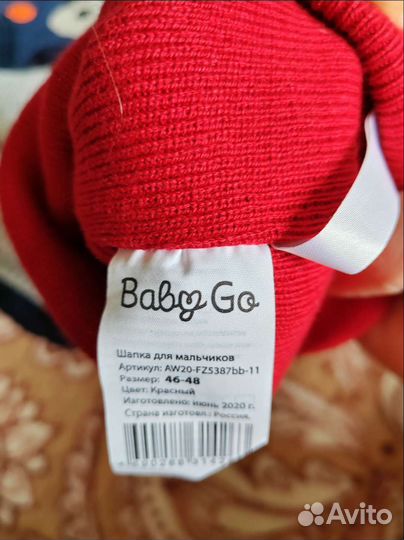 Baby Go
Шапка для мальчиков
Артикул: AW20-FZ5387bb-11
Размер: 46-48
Цвет: Красный
Изготовлено: июнь 2020 г.
Страна изготовл.: Россия.
Avito